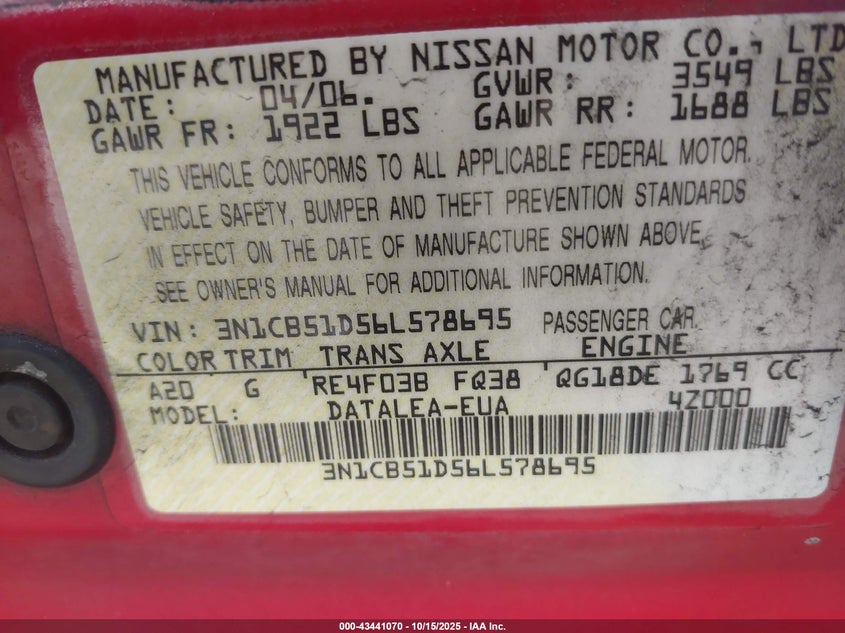 MANUFACTURED BY NISSAN MOTOR CO., LTD
DATE: 04/06. GVWR: 3549 LBS
GAWR FR: 1922 LBS GAWR RR: 1688 LBS
THIS VEHICLE CONFORMS TO ALL APPLICABLE FEDERAL MOTOR.
VEHICLE SAFETY, BUMPER AND THEFT PREVENTION STANDARDS
IN EFFECT ON THE DATE OF MANUFACTURE SHOWN ABOVE.
SEE OWNER'S MANUAL FOR ADDITIONAL INFORMATION.
VIN: 3N1CB51D56L578695 PASSENGER CAR.
COLOR TRIM TRANS AXLE ENGINE
A20 G RE4F03B FQ38 QG18DE 1769 CC
MODEL: DATALEA-EUA 4Z000
3N1CB51D56L578695
000-43441070 - 10/15/2025 - IAA Inc.